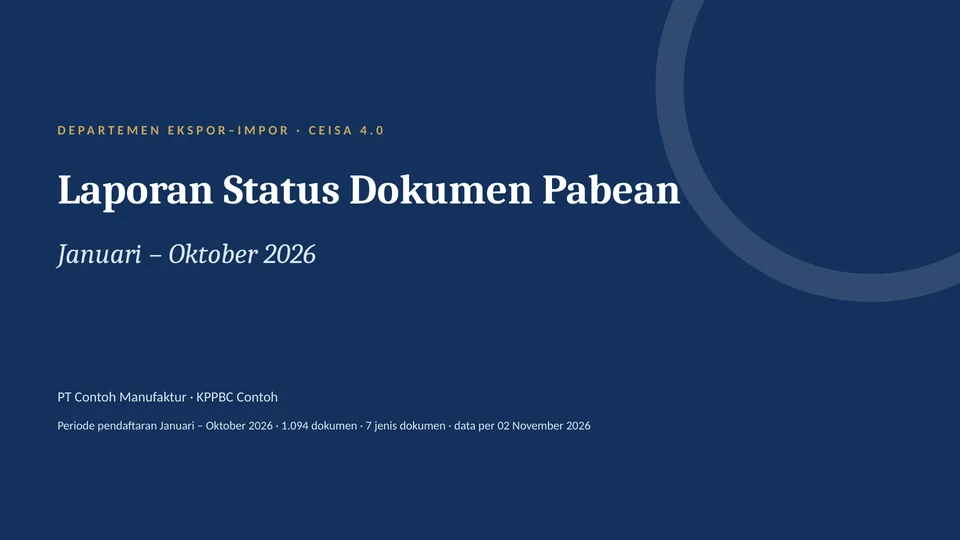 DEPARTEMEN EKSPOR–IMPOR · CEISA 4.0
Laporan Status Dokumen Pabean
Januari – Oktober 2026
PT Contoh Manufaktur · KPPBC Contoh
Periode pendaftaran Januari – Oktober 2026 · 1.094 dokumen · 7 jenis dokumen · data per 02 November 2026